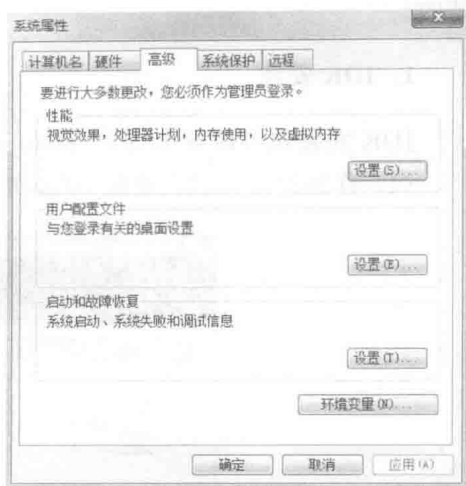 系统属性
计算机名 硬件 高级 系统保护 远程
要进行大多数更改，您必须作为管理员登录。
性能
视觉效果，处理器计划，内存使用，以及虚拟内存
设置(S)...
用户配置文件
与您登录有关的桌面设置
设置(E)...
启动和故障恢复
系统启动、系统失败和调试信息
设置(T)...
环境变量(N)...
确定 取消 应用(A)